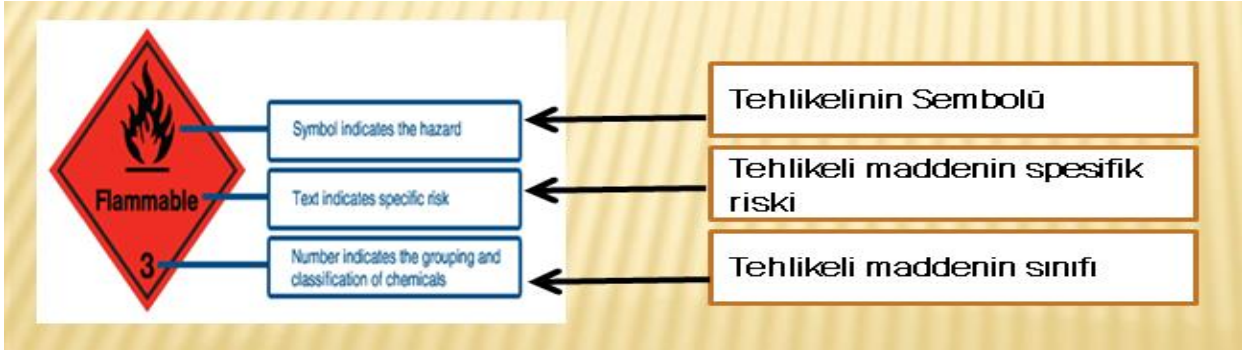 Flammable
3
Symbol indicates the hazard
Text indicates specific risk
Number indicates the grouping and
classification of chemicals
Tehlikelinin Sembolü
Tehlikeli maddenin spesifik
riski
Tehlikeli maddenin sınıfı